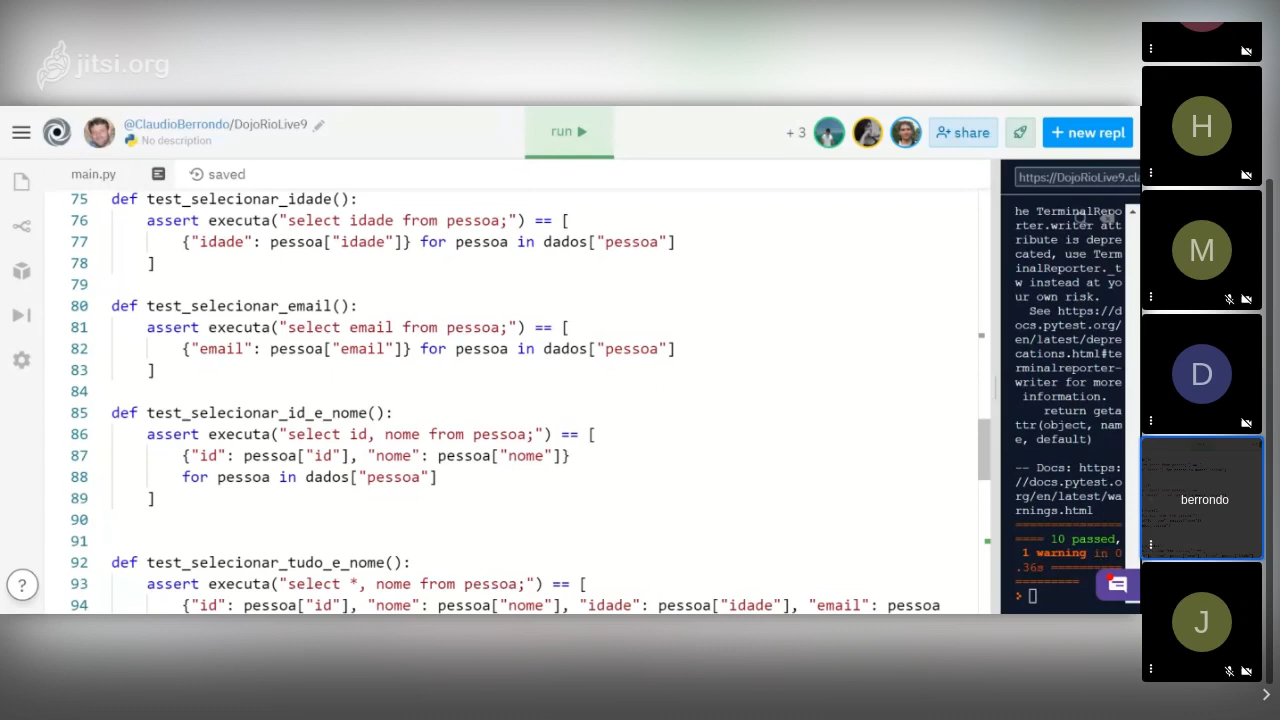 jitsi.org
@ClaudioBerrondo/DojoRioLive9
No description
run
+ 3
share
+ new repl
main.py
saved
https://DojoRioLive9.cl
75 def test_selecionar_idade():
76 assert executa("select idade from pessoa;") == [
77 {"idade": pessoa["idade"]} for pessoa in dados["pessoa"]
78 ]
79
80 def test_selecionar_email():
81 assert executa("select email from pessoa;") == [
82 {"email": pessoa["email"]} for pessoa in dados["pessoa"]
83 ]
84
85 def test_selecionar_id_e_nome():
86 assert executa("select id, nome from pessoa;") == [
87 {"id": pessoa["id"], "nome": pessoa["nome"]}
88 for pessoa in dados["pessoa"]
89 ]
90
91
92 def test_selecionar_tudo_e_nome():
93 assert executa("select *, nome from pessoa;") == [
94 {"id": pessoa["id"], "nome": pessoa["nome"], "idade": pessoa["idade"], "email": pessoa
he TerminalRepo
rter.writer att
ribute is depre
cated, use Term
inalReporter._t
w instead at yo
ur own risk.
See https://d
ocs.pytest.org/
en/latest/depre
cations.html#te
rminalreporter-
writer for more
information.
return geta
ttr(object, nam
e, default)
-- Docs: https:
//docs.pytest.o
rg/en/latest/wa
rnings.html
===============
==== 10 passed,
1 warning in 0
.36s ==========
=========
?
H
M
D
berrondo
J